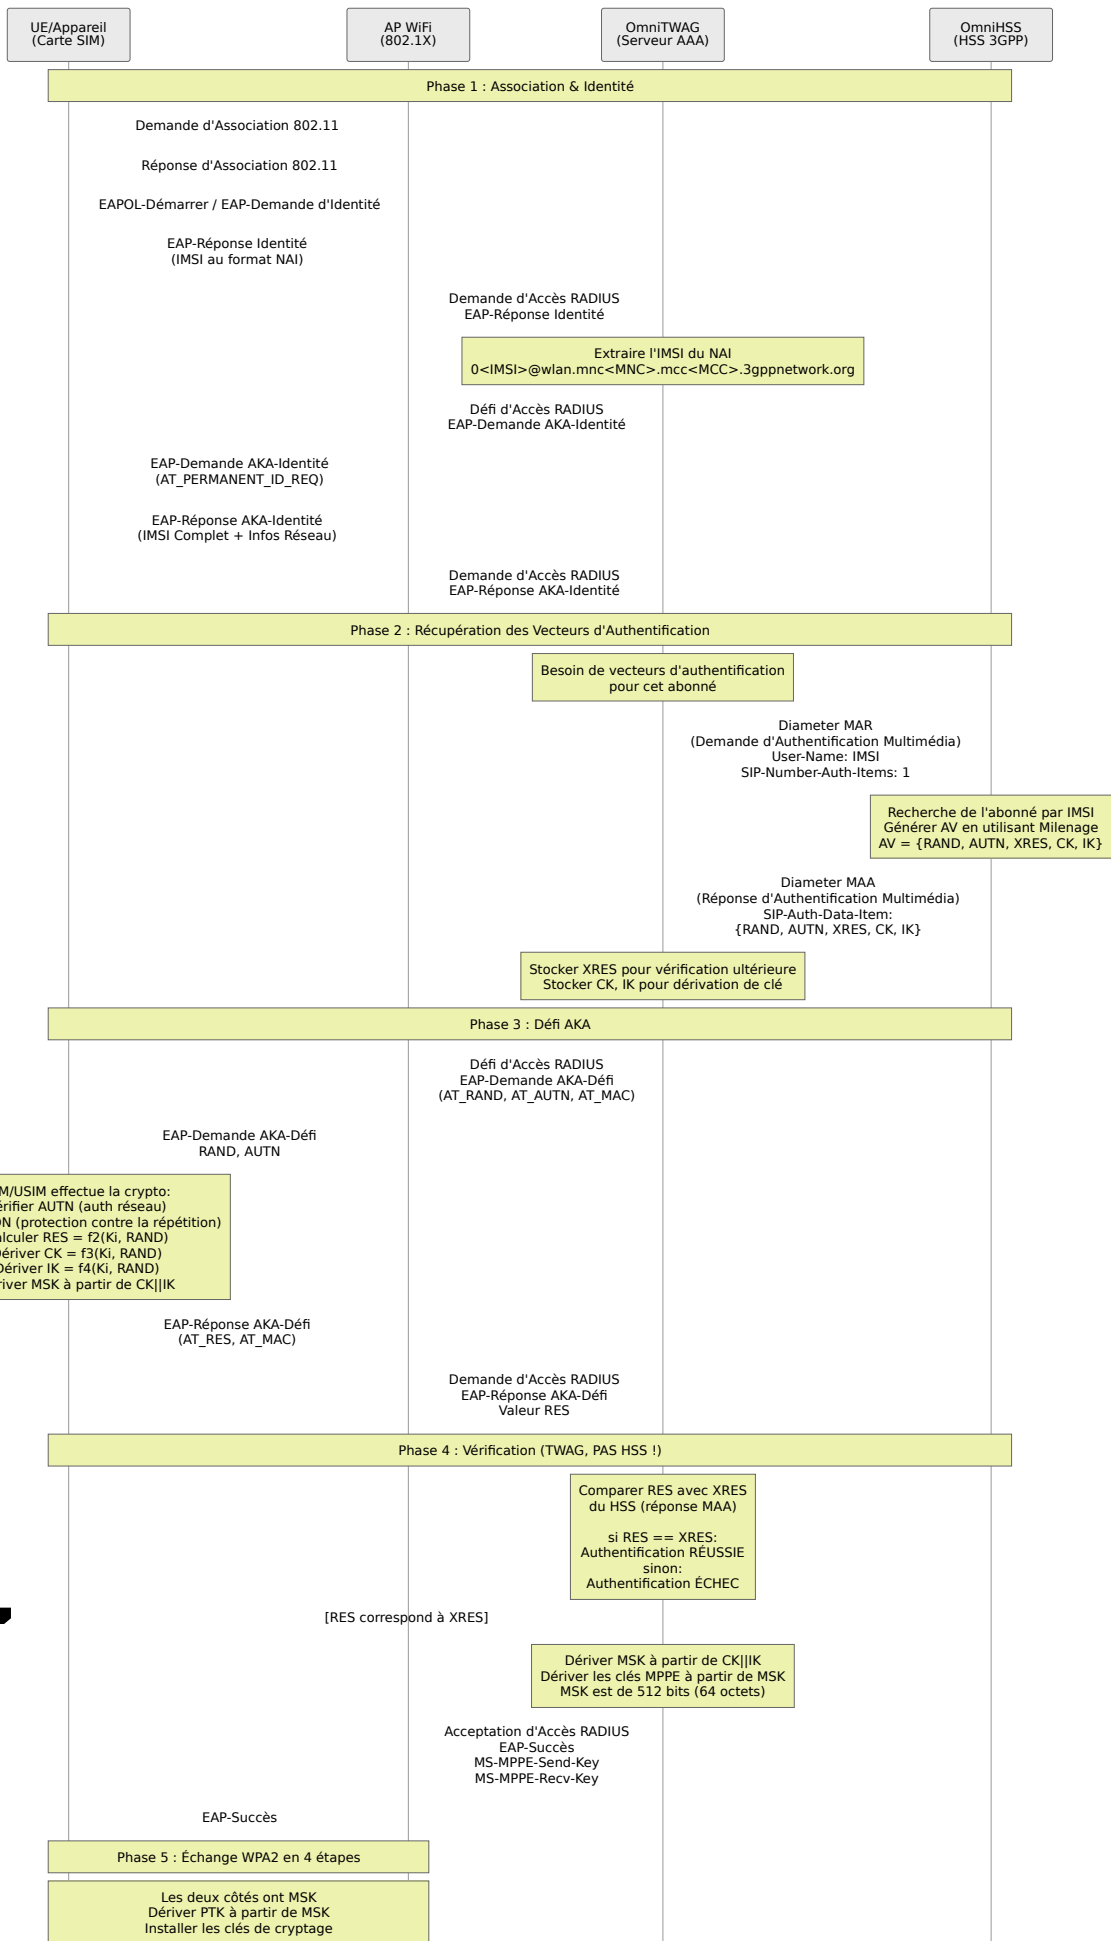 UE/Appareil
(Carte SIM)
AP WiFi
(802.1X)
OmniTWAG
(Serveur AAA)
OmniHSS
(HSS 3GPP)
Phase 1 : Association & Identité
Demande d'Association 802.11
Réponse d'Association 802.11
EAPOL-Démarrer / EAP-Demande d'Identité
EAP-Réponse Identité
(IMSI au format NAI)
Demande d'Accès RADIUS
EAP-Réponse Identité
Extraire l'IMSI du NAI
0<IMSI>@wlan.mnc<MNC>.mcc<MCC>.3gppnetwork.org
Défi d'Accès RADIUS
EAP-Demande AKA-Identité
EAP-Demande AKA-Identité
(AT_PERMANENT_ID_REQ)
EAP-Réponse AKA-Identité
(IMSI Complet + Infos Réseau)
Demande d'Accès RADIUS
EAP-Réponse AKA-Identité
Phase 2 : Récupération des Vecteurs d'Authentification
Besoin de vecteurs d'authentification
pour cet abonné
Diameter MAR
(Demande d'Authentification Multimédia)
User-Name: IMSI
SIP-Number-Auth-Items: 1
Recherche de l'abonné par IMSI
Générer AV en utilisant Milenage
AV = {RAND, AUTN, XRES, CK, IK}
Diameter MAA
(Réponse d'Authentification Multimédia)
SIP-Auth-Data-Item:
{RAND, AUTN, XRES, CK, IK}
Stocker XRES pour vérification ultérieure
Stocker CK, IK pour dérivation de clé
Phase 3 : Défi AKA
Défi d'Accès RADIUS
EAP-Demande AKA-Défi
(AT_RAND, AT_AUTN, AT_MAC)
EAP-Demande AKA-Défi
RAND, AUTN
M/USIM effectue la crypto:
érifier AUTN (auth réseau)
N (protection contre la répétition)
lculer RES = f2(Ki, RAND)
ériver CK = f3(Ki, RAND)
Dériver IK = f4(Ki, RAND)
river MSK à partir de CK||IK
EAP-Réponse AKA-Défi
(AT_RES, AT_MAC)
Demande d'Accès RADIUS
EAP-Réponse AKA-Défi
Valeur RES
Phase 4 : Vérification (TWAG, PAS HSS !)
Comparer RES avec XRES
du HSS (réponse MAA)
si RES == XRES:
Authentification RÉUSSIE
sinon:
Authentification ÉCHEC
[RES correspond à XRES]
Dériver MSK à partir de CK||IK
Dériver les clés MPPE à partir de MSK
MSK est de 512 bits (64 octets)
Acceptation d'Accès RADIUS
EAP-Succès
MS-MPPE-Send-Key
MS-MPPE-Recv-Key
EAP-Succès
Phase 5 : Échange WPA2 en 4 étapes
Les deux côtés ont MSK
Dériver PTK à partir de MSK
Installer les clés de cryptage